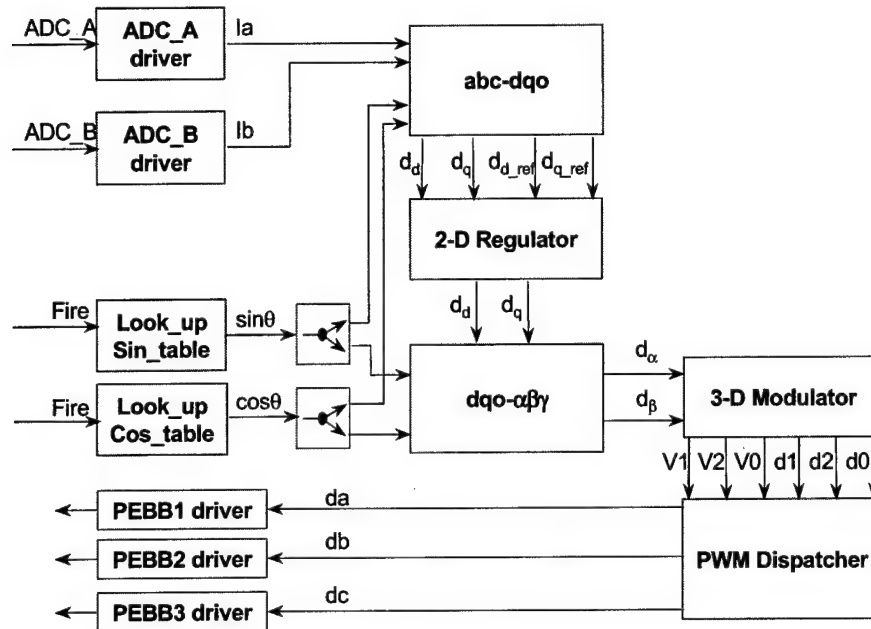 ADC_A
ADC_A
driver
Ia
abc-dqo
ADC_B
ADC_B
driver
Ib
d_d
d_q
d_d_ref
d_q_ref
2-D Regulator
d_d
d_q
Fire
Look_up
Sin_table
sinθ
Fire
Look_up
Cos_table
cosθ
dqo-αβγ
d_α
d_β
3-D Modulator
V1
V2
V0
d1
d2
d0
PEBB1 driver
da
PEBB2 driver
db
PEBB3 driver
dc
PWM Dispatcher